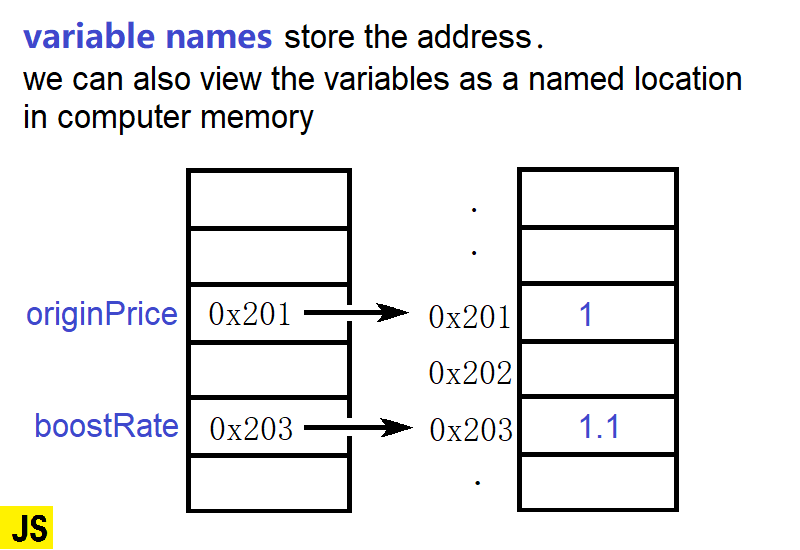 variable names store the address.
we can also view the variables as a named location
in computer memory
.
.
originPrice 0x201 0x201 1
0x202
boostRate 0x203 0x203 1.1
.
JS